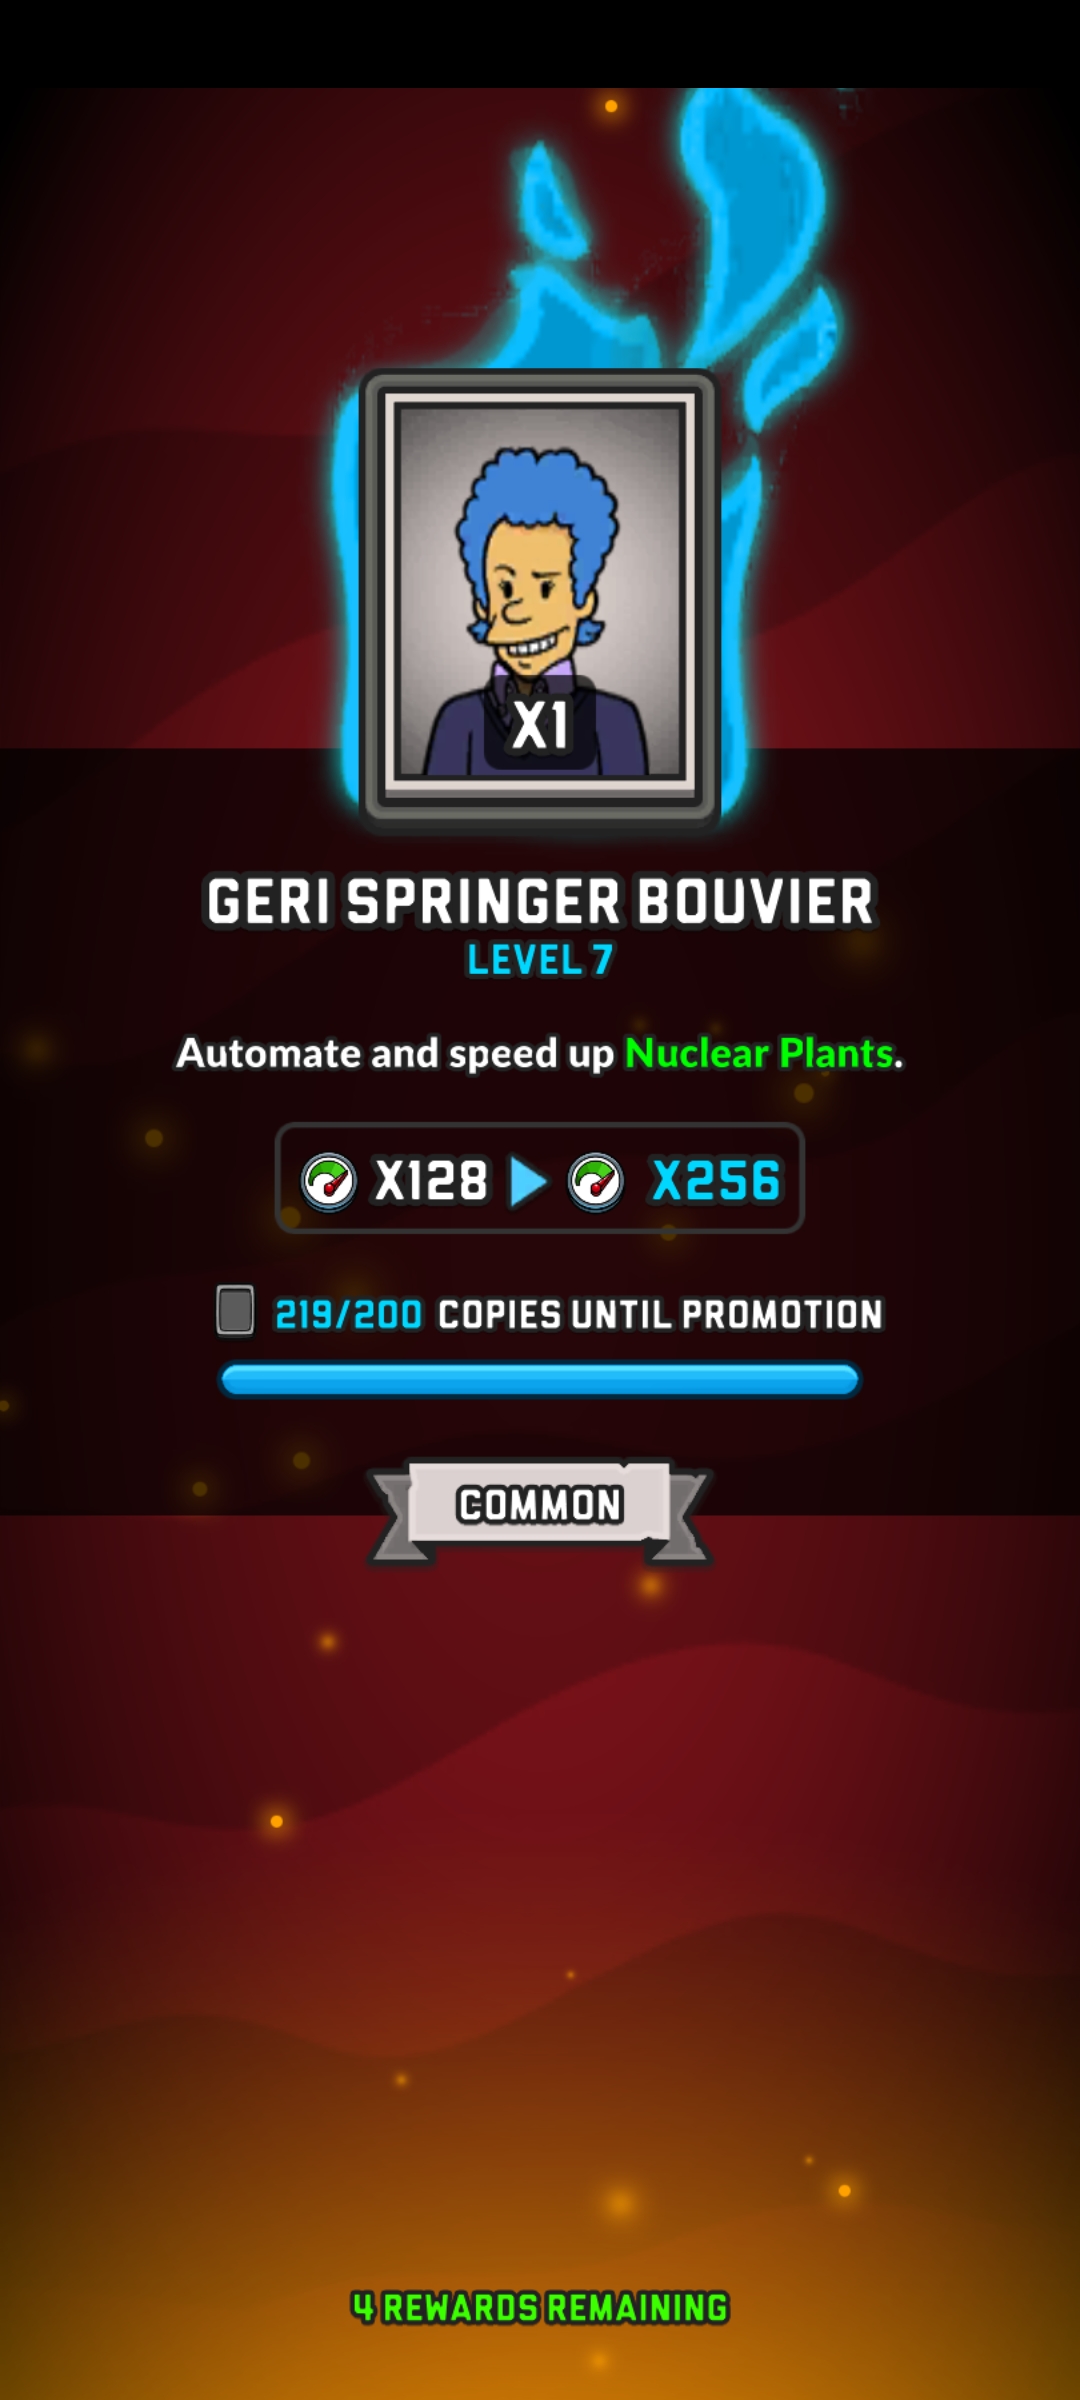 X1
GERI SPRINGER BOUVIER
LEVEL 7
Automate and speed up Nuclear Plants.
X128 X256
219/200 COPIES UNTIL PROMOTION
COMMON
4 REWARDS REMAINING